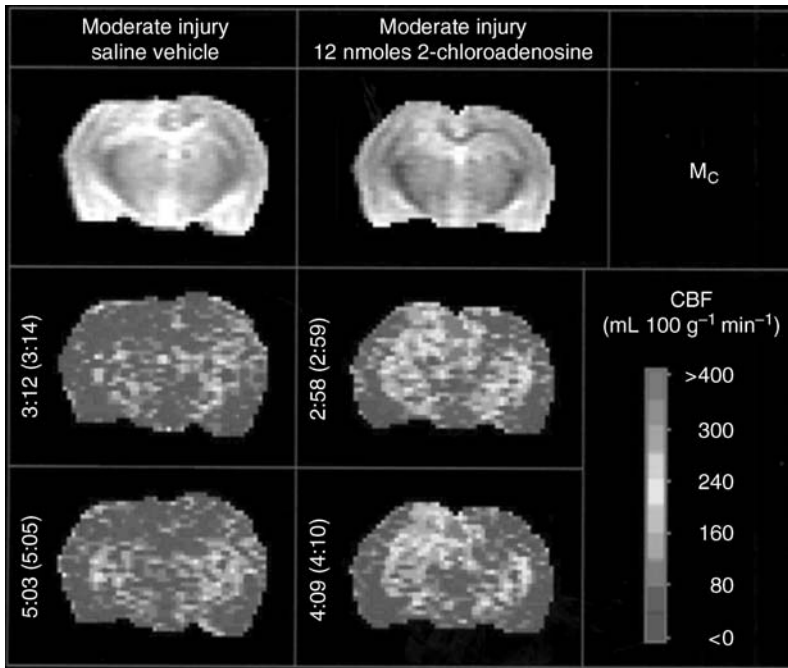 Moderate injury
saline vehicle
Moderate injury
12 nmoles 2-chloroadenosine
M_C
3:12 (3:14)
2:58 (2:59)
CBF
(mL 100 g⁻¹ min⁻¹)
>400
300
240
160
80
<0
5:03 (5:05)
4:09 (4:10)